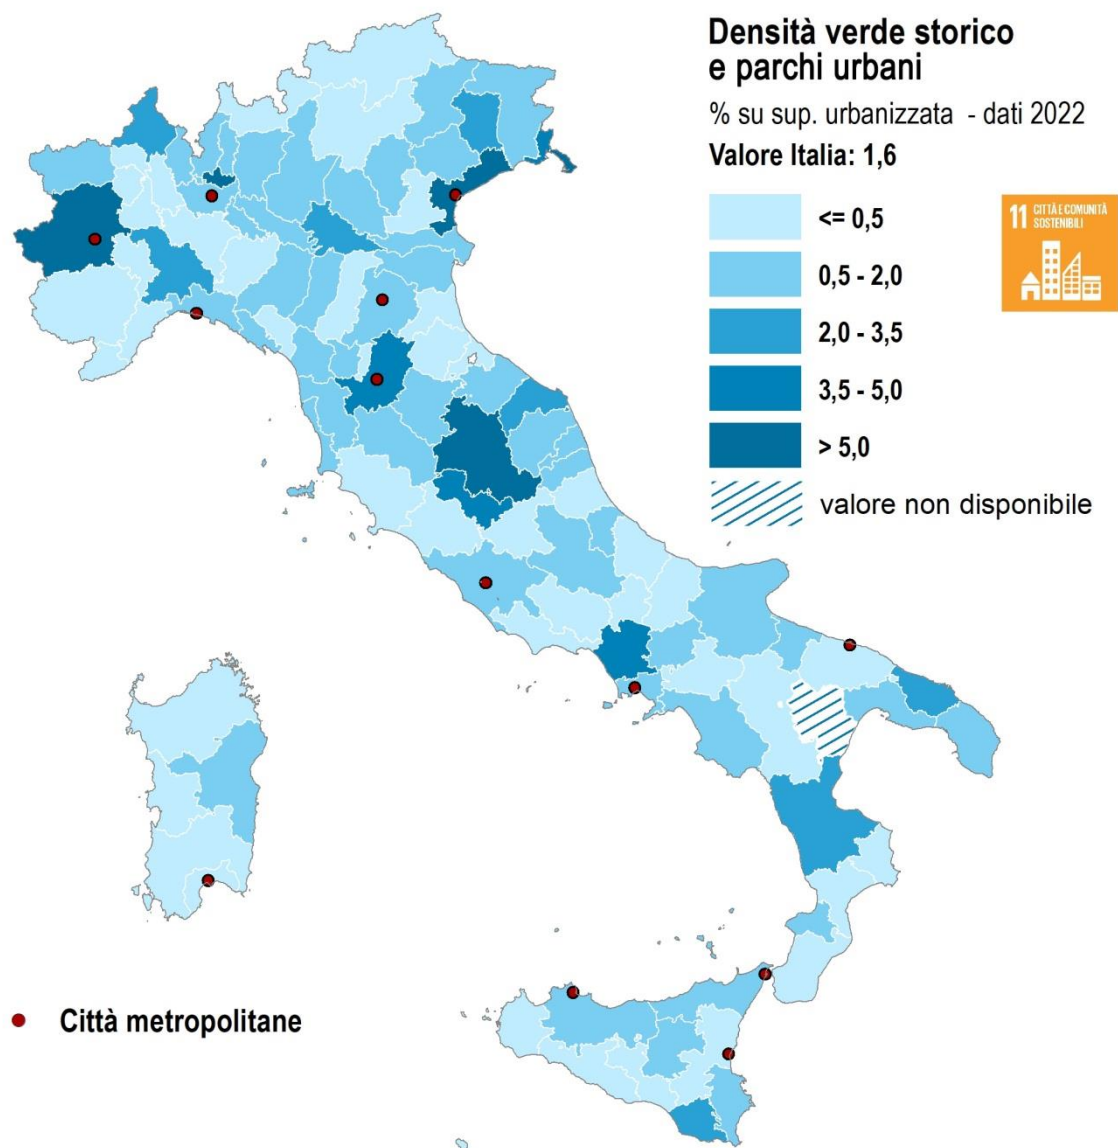 Densità verde storico
e parchi urbani
% su sup. urbanizzata - dati 2022
Valore Italia: 1,6
<= 0,5
0,5 - 2,0
2,0 - 3,5
3,5 - 5,0
> 5,0
valore non disponibile
11 CITTÀ E COMUNITÀ
SOSTENIBILI
Città metropolitane